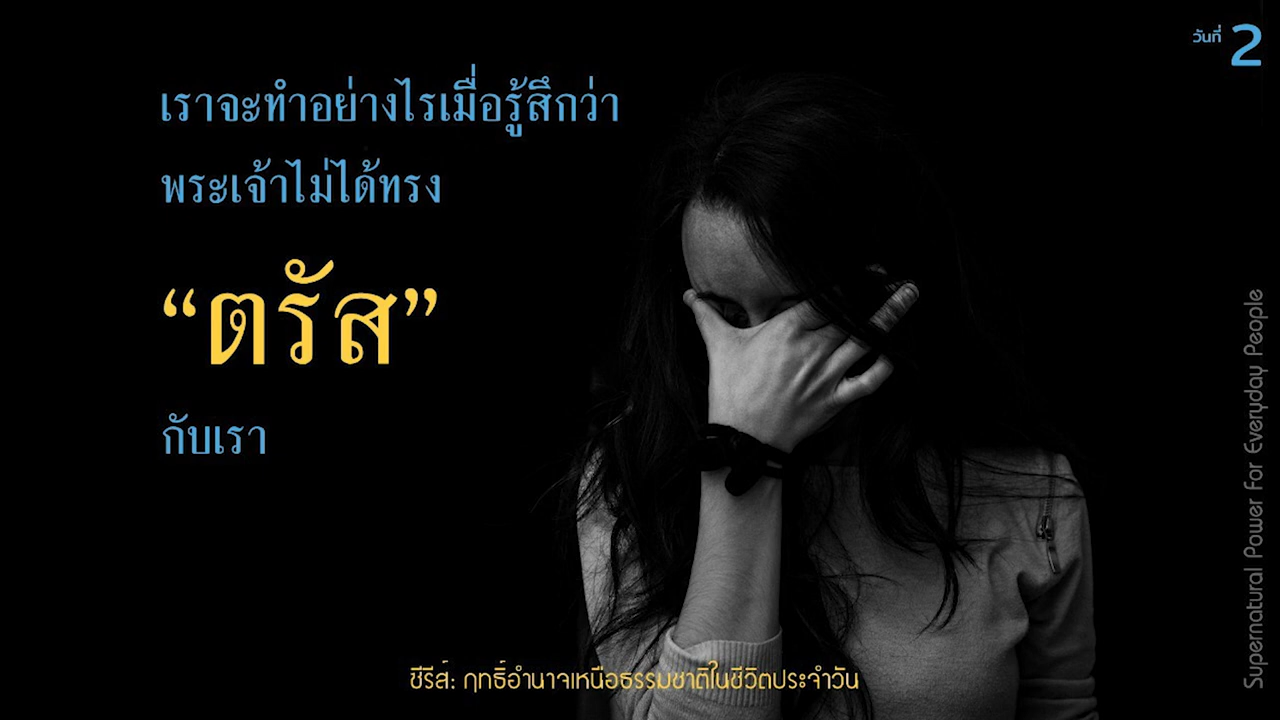 วันที่ 2
เราจะทำอย่างไรเมื่อรู้สึกว่า
พระเจ้าไม่ได้ทรง
“ตรัส”
กับเรา
ซีรีส์: ฤทธิ์อำนาจเหนือธรรมชาติในชีวิตประจำวัน
Supernatural Power For Everyday People